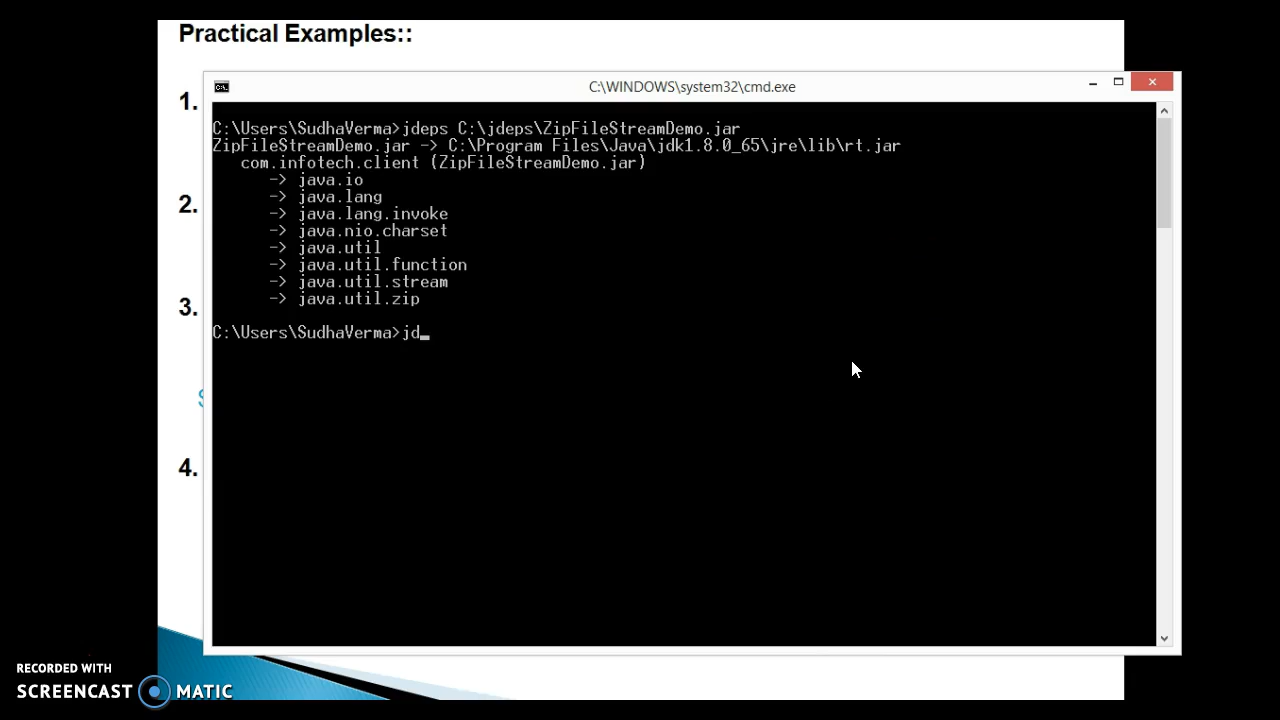 Practical Examples::
C:\WINDOWS\system32\cmd.exe
1.
C:\Users\SudhaVerma>jdeps C:\jdeps\ZipFileStreamDemo.jar
ZipFileStreamDemo.jar -> C:\Program Files\Java\jdk1.8.0_65\jre\lib\rt.jar
com.infotech.client (ZipFileStreamDemo.jar)
-> java.io
-> java.lang
2.
-> java.lang.invoke
-> java.nio.charset
-> java.util
-> java.util.function
-> java.util.stream
-> java.util.zip
3.
C:\Users\SudhaVerma>jd_
4.
RECORDED WITH
SCREENCAST MATIC